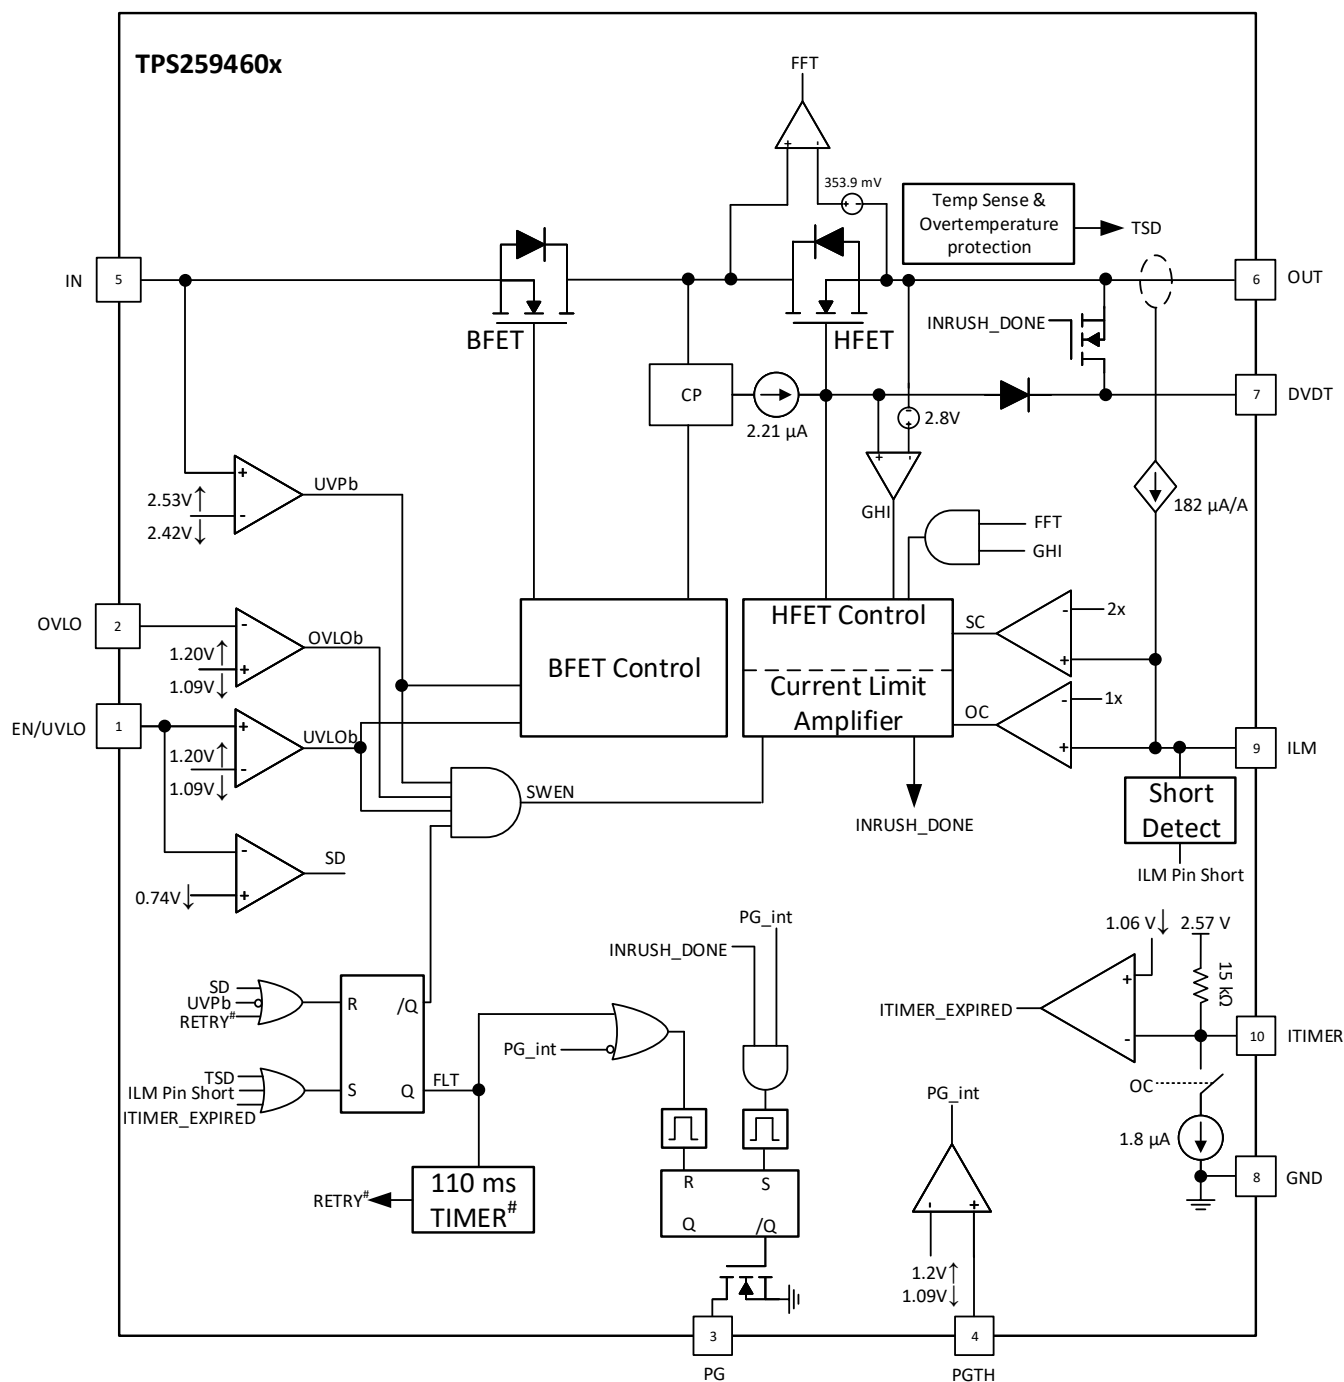 TPS259460x
FFT
353.9 mV
+
-
+ -
Temp Sense &
Overtemperature
protection
TSD
IN
5
6
OUT
BFET
HFET
INRUSH_DONE
CP
2.21 µA
7
DVDT
-
+
2.8V
+
-
GHI
UVPb
+
-
2.53V↑
2.42V↓
182 µA/A
FFT
GHI
OVLO
2
OVLOb
-
+
1.20V↑
1.09V↓
BFET Control
HFET Control
Current Limit
Amplifier
SC
-
+
2x
OC
-
+
1x
EN/UVLO
1
UVLOb
+
-
1.20V↑
1.09V↓
9
ILM
SWEN
INRUSH_DONE
Short
Detect
ILM Pin Short
SD
-
+
0.74V↓
PG_int
INRUSH_DONE
1.06 V↓
2.57 V
15 kΩ
SD
UVPb
RETRY#
R
/Q
ITIMER_EXPIRED
+
-
10
ITIMER
PG_int
TSD
ILM Pin Short
ITIMER_EXPIRED
S
Q
FLT
OC
PG_int
1.8 µA
110 ms
TIMER#
RETRY#
R
S
Q
/Q
8
GND
-
+
1.2V↑
1.09V↓
3
4
PG
PGTH